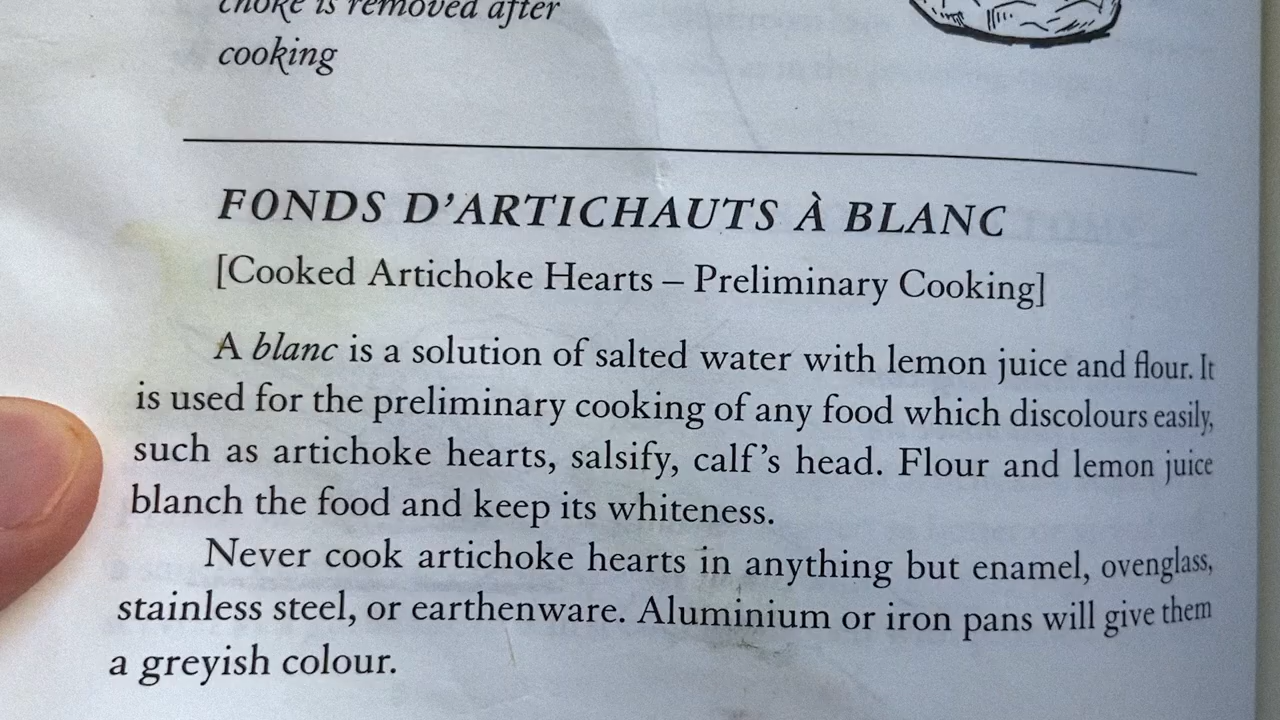 choke is removed after
cooking
FONDS D'ARTICHAUTS À BLANC
[Cooked Artichoke Hearts – Preliminary Cooking]
A blanc is a solution of salted water with lemon juice and flour. It
is used for the preliminary cooking of any food which discolours easily,
such as artichoke hearts, salsify, calf's head. Flour and lemon juice
blanch the food and keep its whiteness.
Never cook artichoke hearts in anything but enamel, ovenglass,
stainless steel, or earthenware. Aluminium or iron pans will give them
a greyish colour.